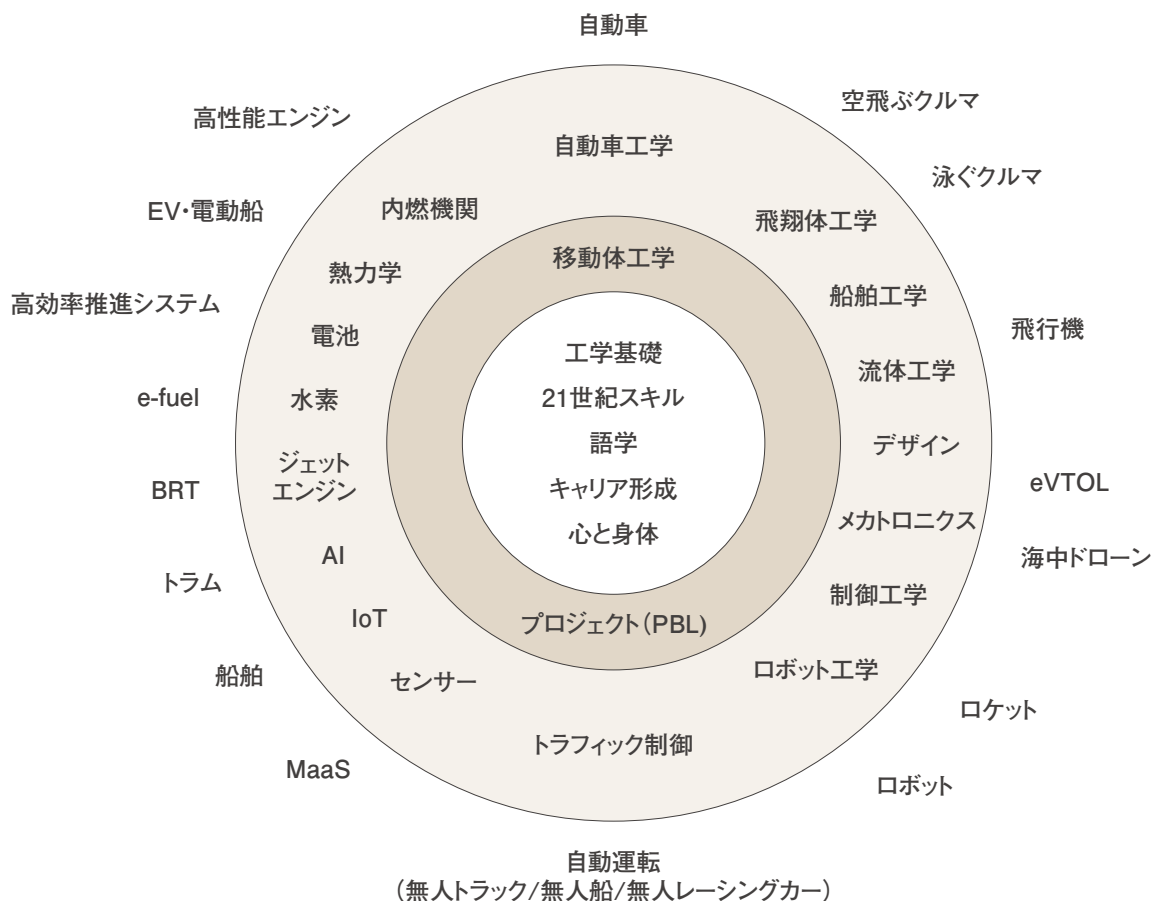 自動車
空飛ぶクルマ
高性能エンジン
自動車工学
泳ぐクルマ
EV・電動船
内燃機関
飛翔体工学
移動体工学
熱力学
船舶工学
高効率推進システム
飛行機
電池
工学基礎
流体工学
e-fuel
水素
21世紀スキル
語学
デザイン
ジェット
エンジン
BRT
キャリア形成
eVTOL
メカトロニクス
心と身体
AI
海中ドローン
トラム
制御工学
IoT
プロジェクト(PBL)
船舶
センサー
ロボット工学
ロケット
トラフィック制御
MaaS
ロボット
自動運転
(無人トラック/無人船/無人レーシングカー)